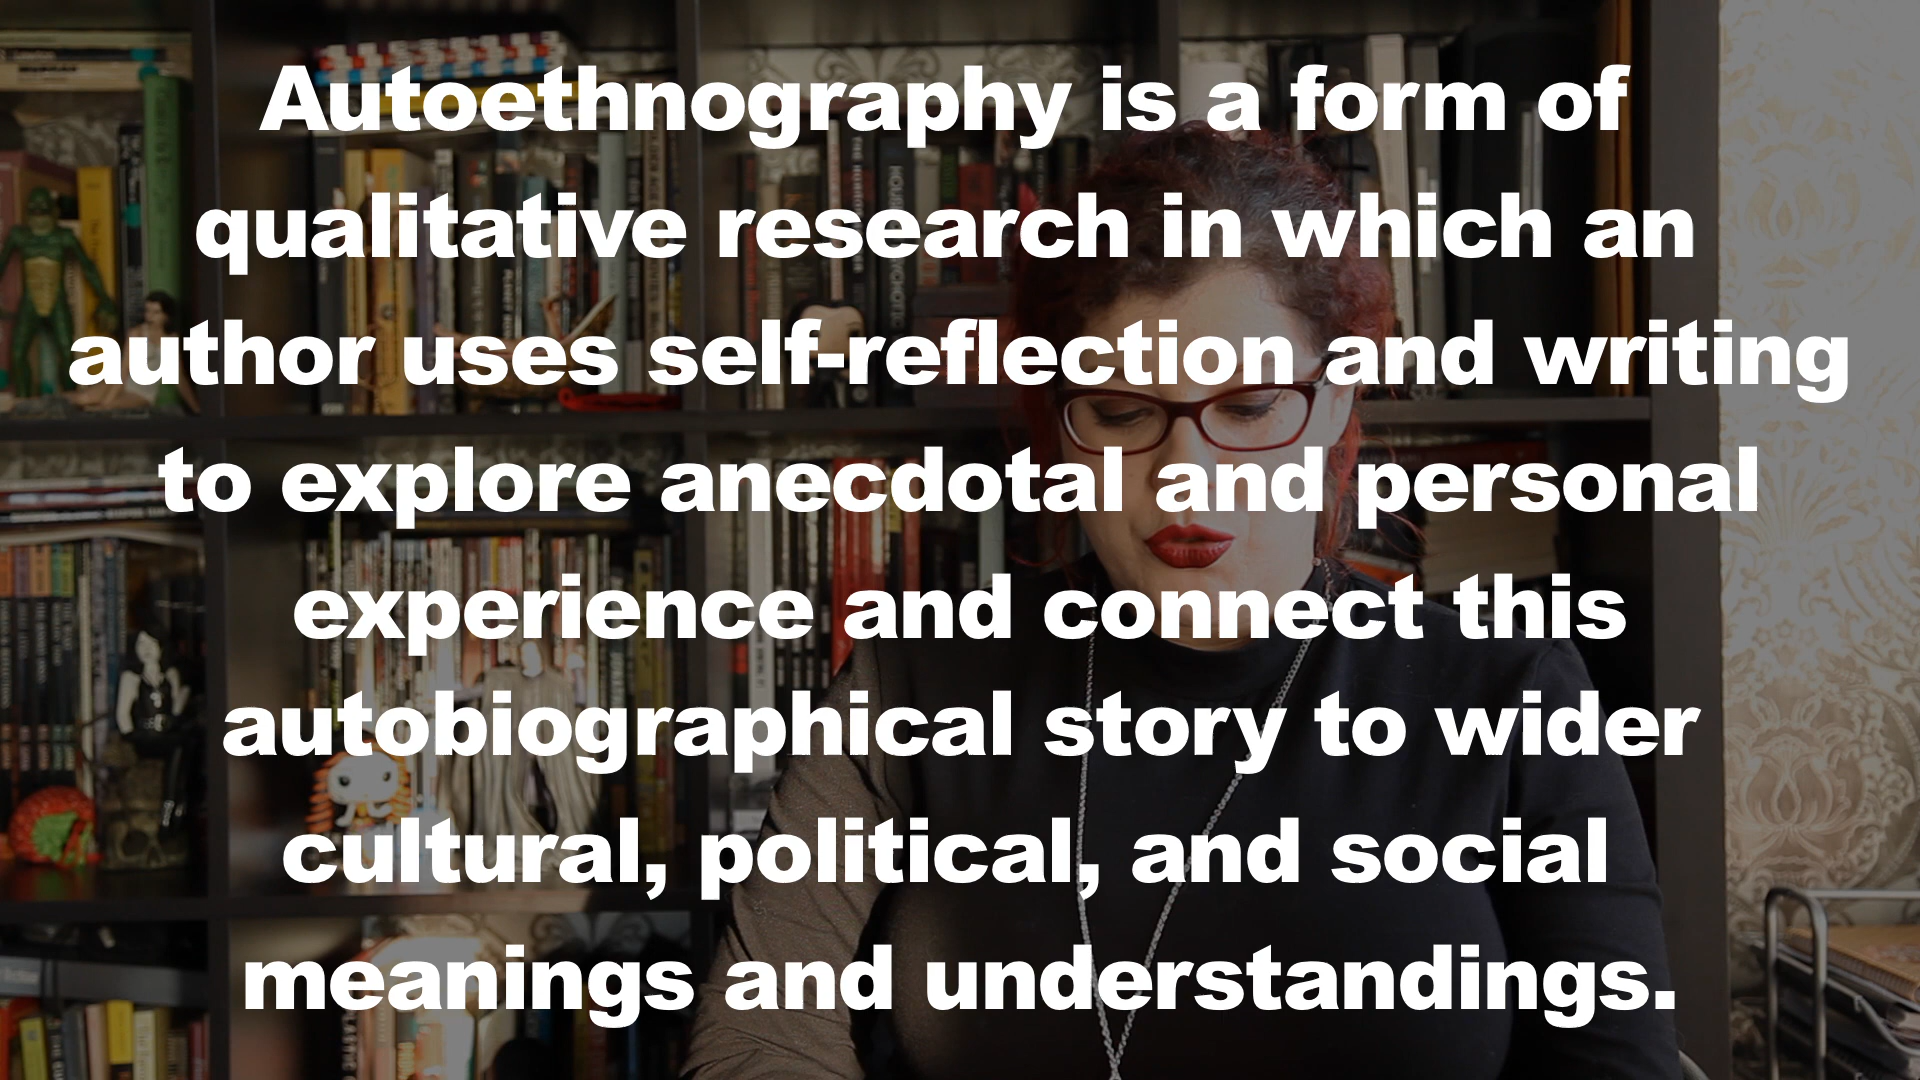 Autoethnography is a form of
qualitative research in which an
author uses self-reflection and writing
to explore anecdotal and personal
experience and connect this
autobiographical story to wider
cultural, political, and social
meanings and understandings.